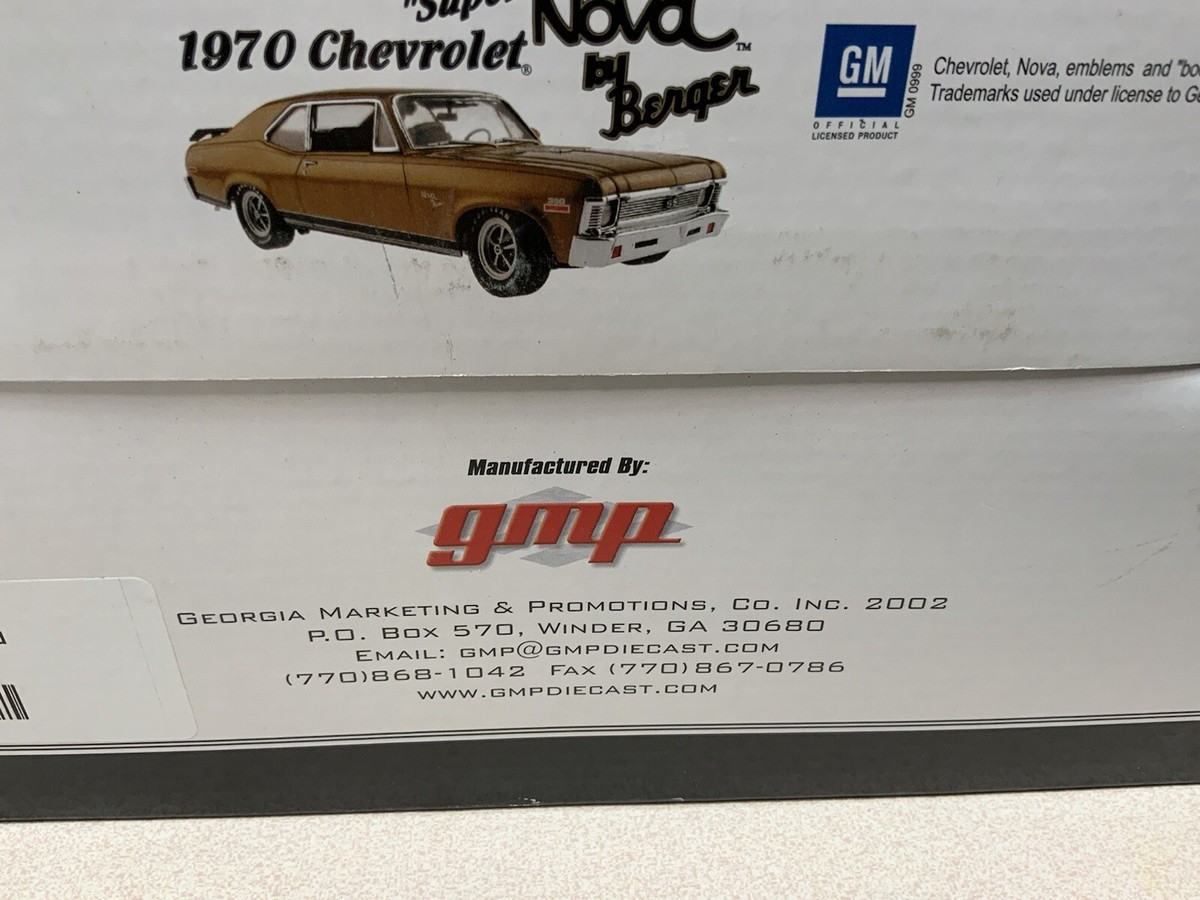 "Super
Nova™
1970 Chevrolet®
by
Berger
GM
OFFICIAL
LICENSED PRODUCT
GM 0999
Chevrolet, Nova, emblems and
Trademarks used under license to
Manufactured By:
gmp
GEORGIA MARKETING & PROMOTIONS, CO. INC. 2002
P.O. BOX 570, WINDER, GA 30680
EMAIL: GMP@GMPDIECAST.COM
(770)868-1042 FAX (770)867-0786
WWW.GMPDIECAST.COM